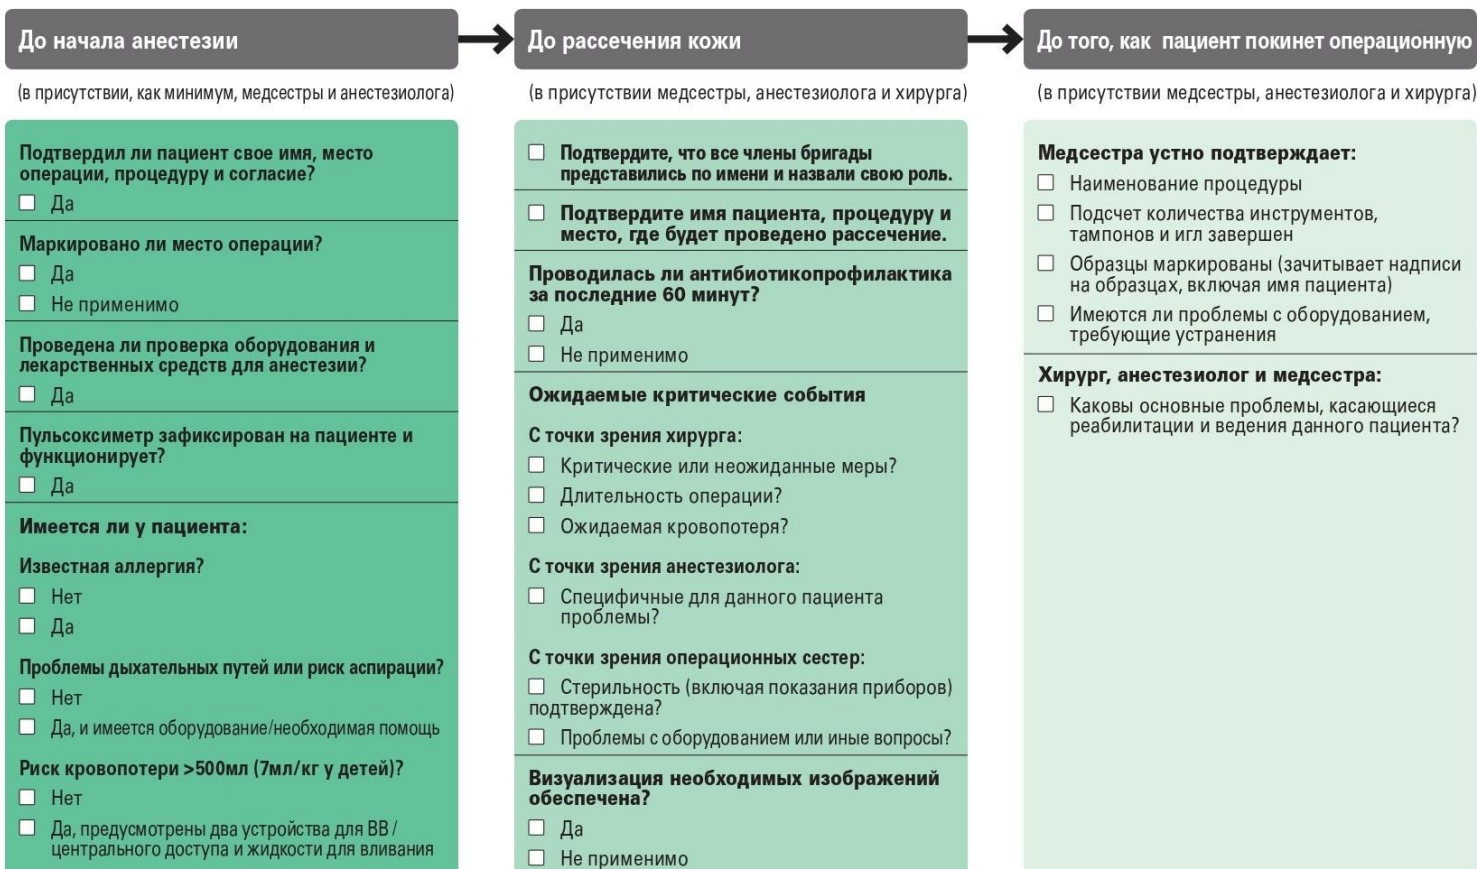 До начала анестезии
(в присутствии, как минимум, медсестры и анестезиолога)
Подтвердил ли пациент свое имя, место
операции, процедуру и согласие?
Да
Маркировано ли место операции?
Да
Не применимо
Проведена ли проверка оборудования и
лекарственных средств для анестезии?
Да
Пульсоксиметр зафиксирован на пациенте и
функционирует?
Да
Имеется ли у пациента:
Известная аллергия?
Нет
Да
Проблемы дыхательных путей или риск аспирации?
Нет
Да, и имеется оборудование/необходимая помощь
Риск кровопотери >500мл (7мл/кг у детей)?
Нет
Да, предусмотрены два устройства для ВВ /
центрального доступа и жидкости для вливания
До рассечения кожи
(в присутствии медсестры, анестезиолога и хирурга)
Подтвердите, что все члены бригады
представились по имени и назвали свою роль.
Подтвердите имя пациента, процедуру и
место, где будет проведено рассечение.
Проводилась ли антибиотикопрофилактика
за последние 60 минут?
Да
Не применимо
Ожидаемые критические события
С точки зрения хирурга:
Критические или неожиданные меры?
Длительность операции?
Ожидаемая кровопотеря?
С точки зрения анестезиолога:
Специфичные для данного пациента
проблемы?
С точки зрения операционных сестер:
Стерильность (включая показания приборов)
подтверждена?
Проблемы с оборудованием или иные вопросы?
Визуализация необходимых изображений
обеспечена?
Да
Не применимо
До того, как пациент покинет операционную
(в присутствии медсестры, анестезиолога и хирурга)
Медсестра устно подтверждает:
Наименование процедуры
Подсчет количества инструментов,
тампонов и игл завершен
Образцы маркированы (зачитывает надписи
на образцах, включая имя пациента)
Имеются ли проблемы с оборудованием,
требующие устранения
Хирург, анестезиолог и медсестра:
Каковы основные проблемы, касающиеся
реабилитации и ведения данного пациента?